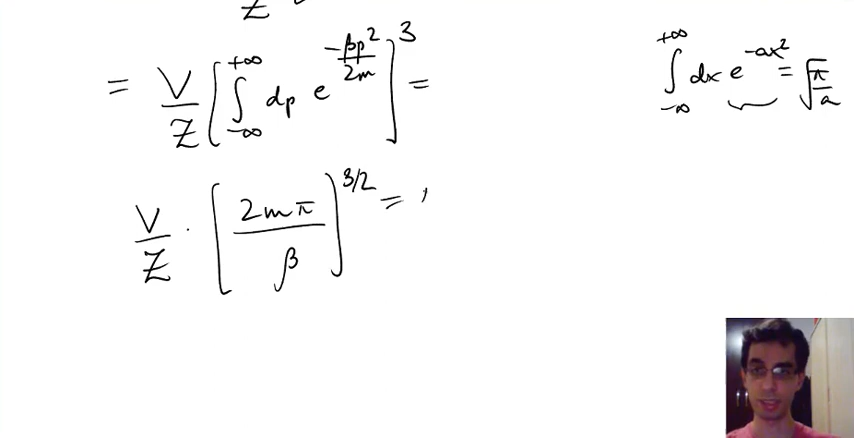 Z
= V/Z [ ∫_{-∞}^{+∞} dp e^{-βp²/2m} ]^3 =
∫_{-∞}^{+∞} dx e^{-ax²} = √(π/a)
V/Z · [ 2mπ/β ]^{3/2} =